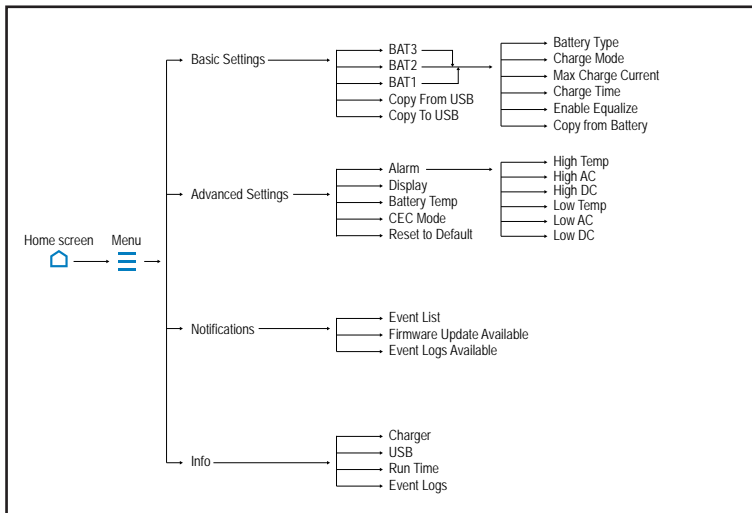 Home screen
Menu
Basic Settings
BAT3
BAT2
BAT1
Copy From USB
Copy To USB
Battery Type
Charge Mode
Max Charge Current
Charge Time
Enable Equalize
Copy from Battery
Advanced Settings
Alarm
Display
Battery Temp
CEC Mode
Reset to Default
High Temp
High AC
High DC
Low Temp
Low AC
Low DC
Notifications
Event List
Firmware Update Available
Event Logs Available
Info
Charger
USB
Run Time
Event Logs